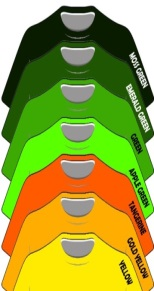 MOSS GREEN
EMERALD GREEN
GREEN
APPLE GREEN
TANGERINE
GOLD YELLOW
YELLOW